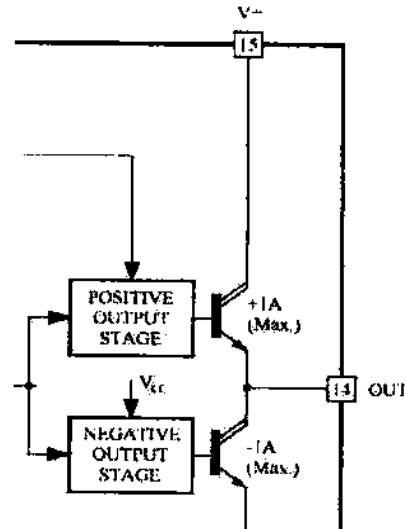 15
POSITIVE
OUTPUT
STAGE
+1A
(Max.)
14 OUT
NEGATIVE
OUTPUT
STAGE
-1A
(Max.)